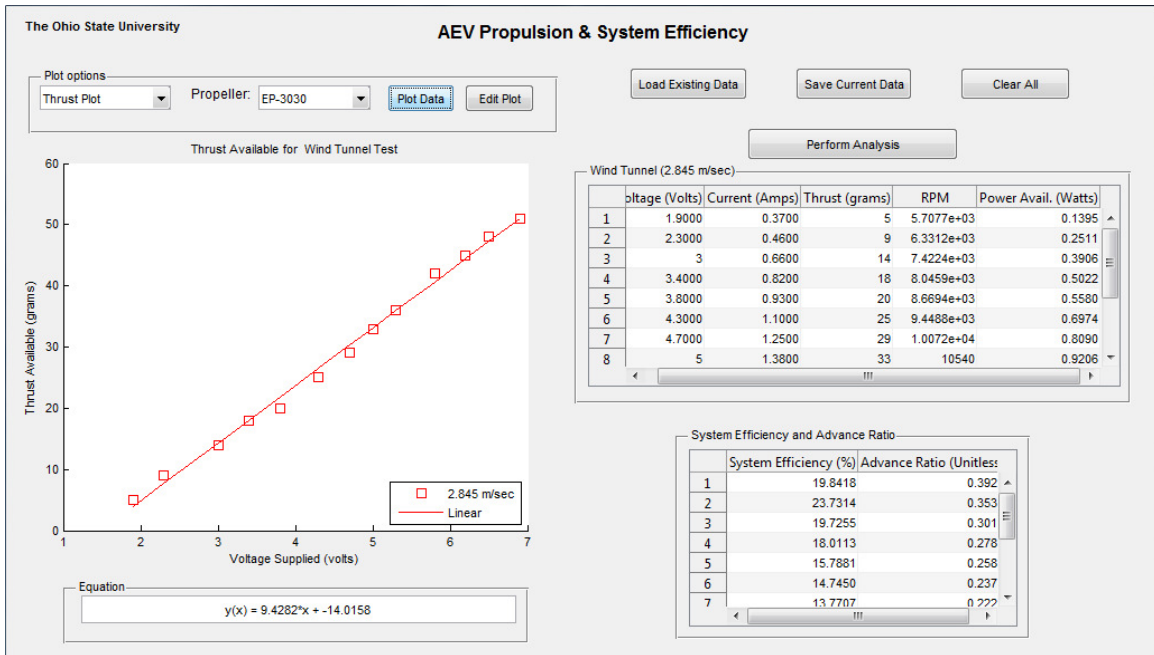 The Ohio State University
AEV Propulsion & System Efficiency
Plot options
Thrust Plot
Propeller:
EP-3030
Plot Data
Edit Plot
Load Existing Data
Save Current Data
Clear All
Perform Analysis
Thrust Available for Wind Tunnel Test
Thrust Available (grams)
60
50
40
30
20
10
0
1 2 3 4 5 6 7
Voltage Supplied (volts)
2.845 m/sec
Linear
Equation
y(x) = 9.4282*x + -14.0158
Wind Tunnel (2.845 m/sec)
oltage (Volts) Current (Amps) Thrust (grams) RPM Power Avail. (Watts)
1 1.9000 0.3700 5 5.7077e+03 0.1395
2 2.3000 0.4600 9 6.3312e+03 0.2511
3 3 0.6600 14 7.4224e+03 0.3906
4 3.4000 0.8200 18 8.0459e+03 0.5022
5 3.8000 0.9300 20 8.6694e+03 0.5580
6 4.3000 1.1000 25 9.4488e+03 0.6974
7 4.7000 1.2500 29 1.0072e+04 0.8090
8 5 1.3800 33 10540 0.9206
System Efficiency and Advance Ratio
System Efficiency (%) Advance Ratio (Unitless
1 19.8418 0.392
2 23.7314 0.353
3 19.7255 0.301
4 18.0113 0.278
5 15.7881 0.258
6 14.7450 0.237
7 13.7707 0.222